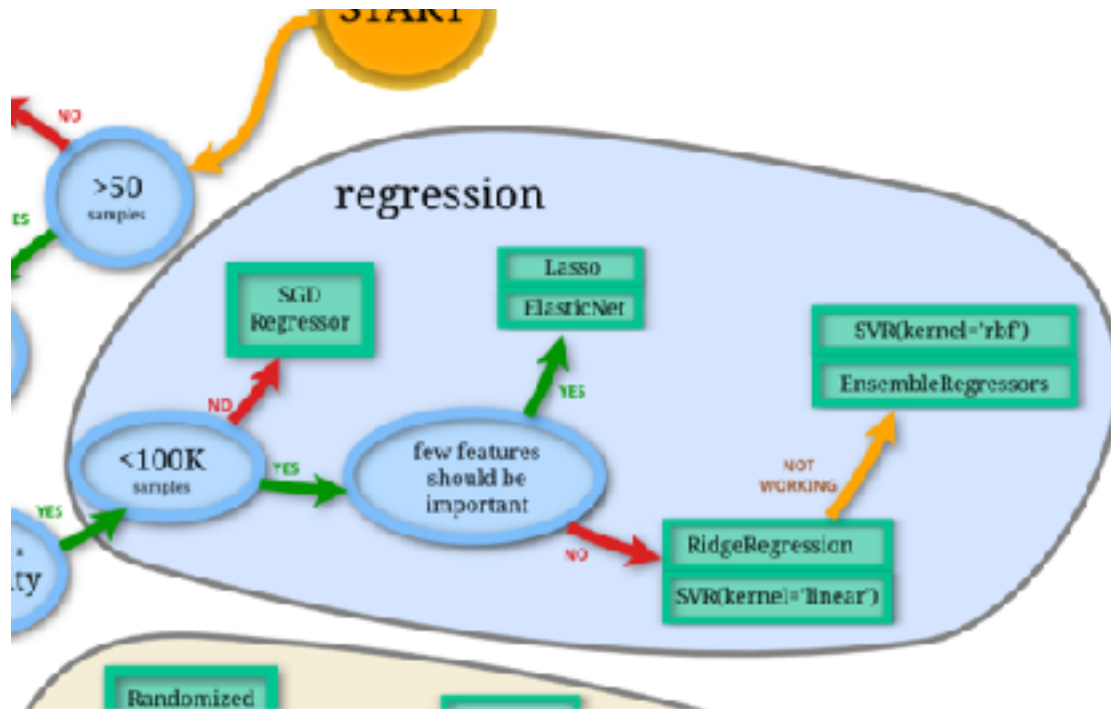 START
NO
>50
samples
YES
regression
SGD
Regressor
Lasso
ElasticNet
SVR(kernel='rbf')
EnsembleRegressors
NO
YES
<100K
samples
YES
few features
should be
important
NOT
WORKING
YES
NO
RidgeRegression
SVR(kernel='linear')
Randomized